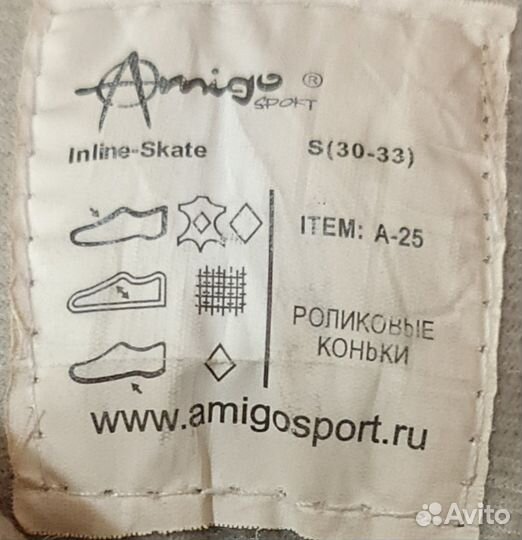 Amigo ®
SPORT
Inline-Skate S(30-33)
ITEM: A-25
РОЛИКОВЫЕ
КОНЬКИ
www.amigosport.ru
Avito